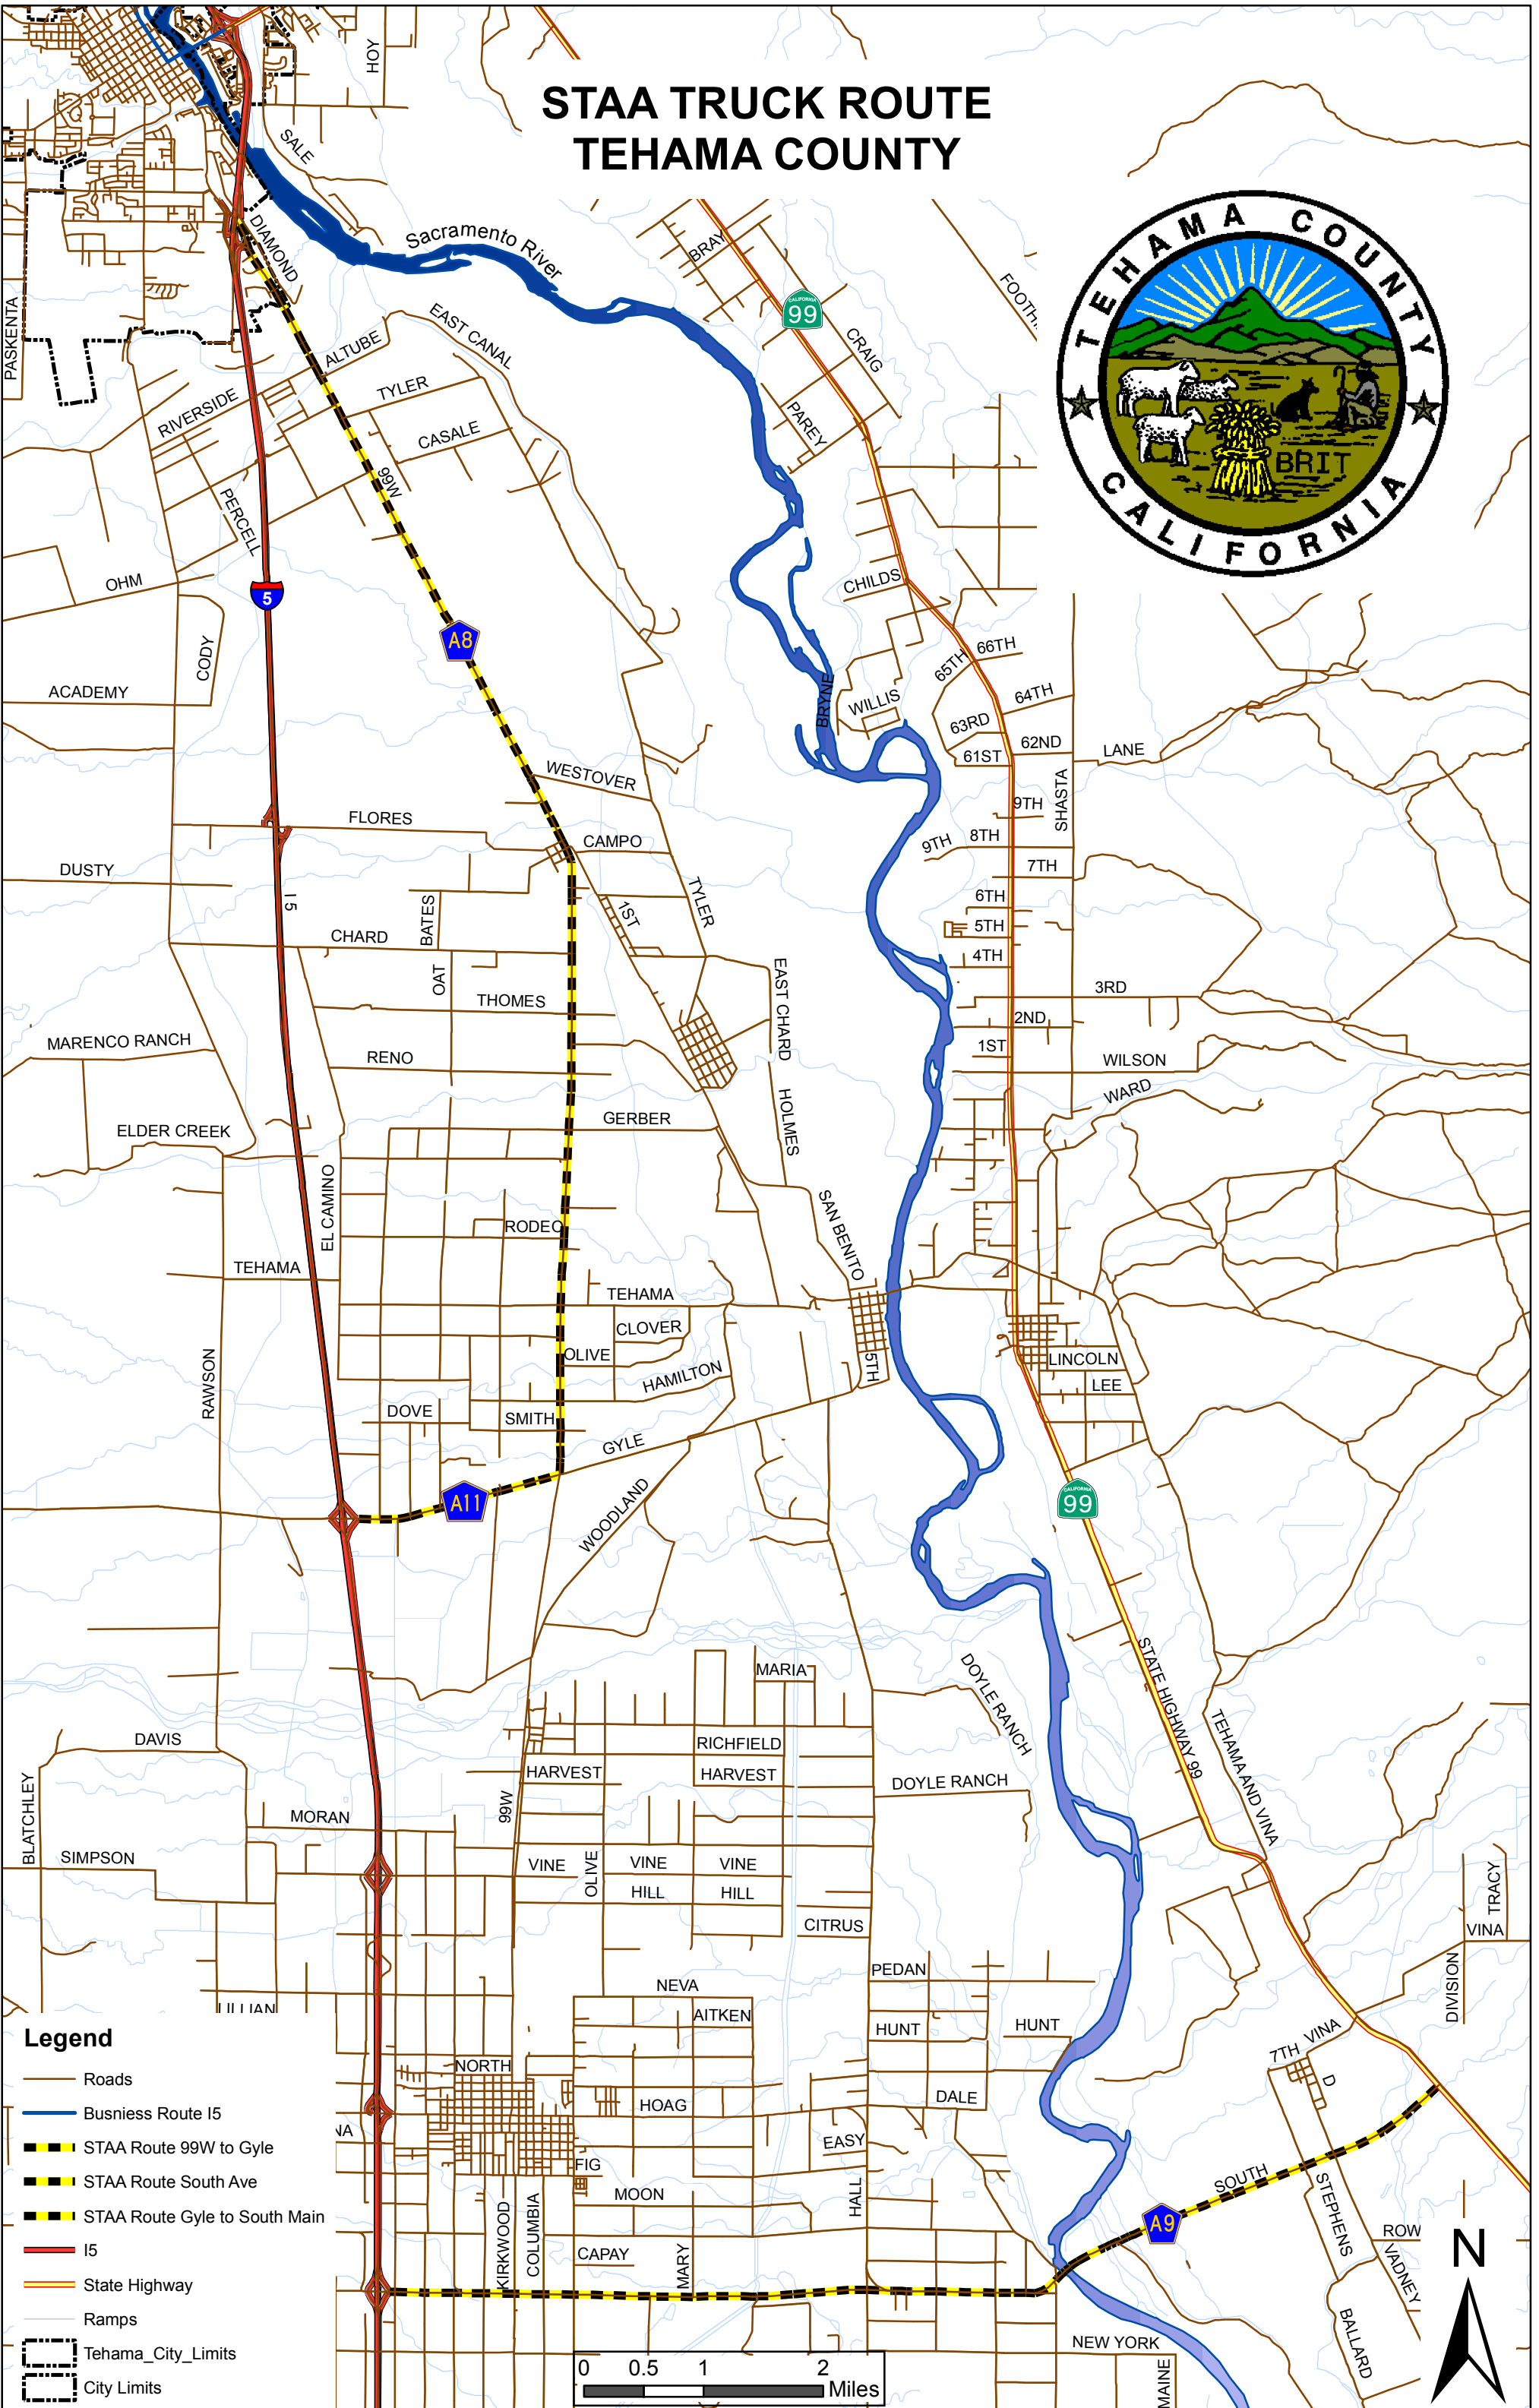 STAA TRUCK ROUTE
TEHAMA COUNTY
HOY
SALE
DIAMOND
Sacramento River
BRAY
CALIFORNIA
99
CRAIG
TEHAMA COUNTY
CALIFORNIA
BRIT
PASKENTA
ALTUBE
EAST CANAL
RIVERSIDE
TYLER
CASALE
PAREY
99W
PERCELL
OHM
5
CHILDS
A8
CODY
66TH
65TH
ACADEMY
64TH
BRYNE
WILLIS
63RD
62ND
61ST
LANE
WESTOVER
SHASTA
9TH
FLORES
CAMPO
9TH
8TH
7TH
DUSTY
I 5
BATES
1ST
TYLER
6TH
5TH
CHARD
4TH
OAT
EAST CHARD
3RD
THOMES
2ND
MARENCO RANCH
1ST
RENO
WILSON
WARD
HOLMES
GERBER
ELDER CREEK
EL CAMINO
SAN BENITO
RODEO
TEHAMA
TEHAMA
CLOVER
OLIVE
LINCOLN
5TH
RAWSON
HAMILTON
LEE
DOVE
SMITH
GYLE
A11
WOODLAND
CALIFORNIA
99
STATE HIGHWAY 99
MARIA
DOYLE RANCH
TEHAMA AND VINA
DAVIS
RICHFIELD
HARVEST
HARVEST
DOYLE RANCH
BLATCHLEY
99W
MORAN
SIMPSON
VINE
OLIVE
VINE
VINE
HILL
HILL
CITRUS
TRACY
VINA
PEDAN
DIVISION
NEVA
LILLIAN
AITKEN
HUNT
HUNT
VINA
7TH
D
NORTH
HOAG
DALE
NA
EASY
FIG
SOUTH
MOON
HALL
STEPHENS
KIRKWOOD
COLUMBIA
A9
ROW
CAPAY
MARY
VADNEY
BALLARD
NEW YORK
MAINE
N
Legend
Roads
Busniess Route I5
STAA Route 99W to Gyle
STAA Route South Ave
STAA Route Gyle to South Main
I5
State Highway
Ramps
Tehama_City_Limits
City Limits
0 0.5 1 2
Miles